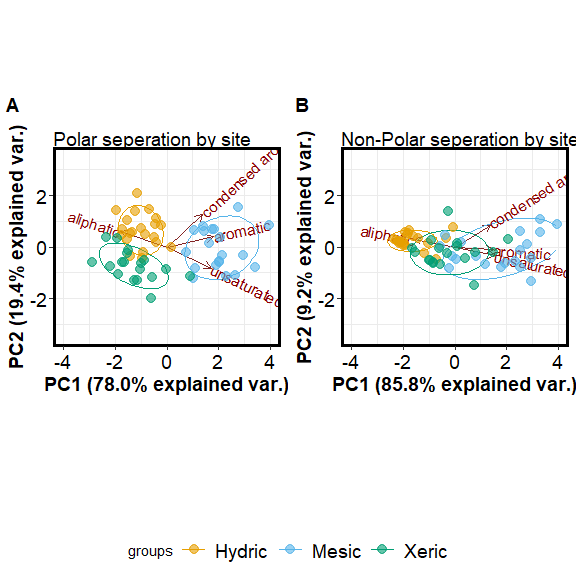 A
B
Polar seperation by site
Non-Polar seperation by site
PC2 (19.4% explained var.)
2
0
-2
-4
-2
0
2
4
PC1 (78.0% explained var.)
aliphatic
condensed aro
aromatic
unsaturated
PC2 (9.2% explained var.)
2
0
-2
-4
-2
0
2
4
PC1 (85.8% explained var.)
condensed ar
aromatic
unsaturated
groups Hydric Mesic Xeric